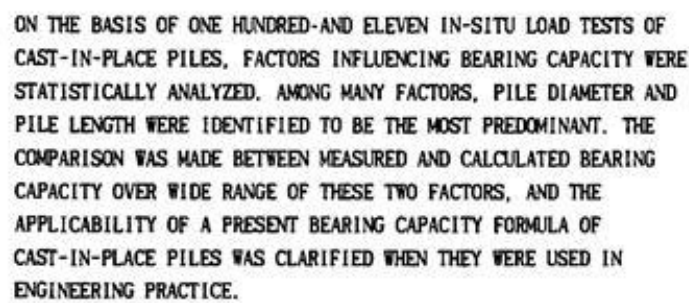 ON THE BASIS OF ONE HUNDRED-AND ELEVEN IN-SITU LOAD TESTS OF
CAST-IN-PLACE PILES, FACTORS INFLUENCING BEARING CAPACITY WERE
STATISTICALLY ANALYZED. AMONG MANY FACTORS, PILE DIAMETER AND
PILE LENGTH WERE IDENTIFIED TO BE THE MOST PREDOMINANT. THE
COMPARISON WAS MADE BETWEEN MEASURED AND CALCULATED BEARING
CAPACITY OVER WIDE RANGE OF THESE TWO FACTORS, AND THE
APPLICABILITY OF A PRESENT BEARING CAPACITY FORMULA OF
CAST-IN-PLACE PILES WAS CLARIFIED WHEN THEY WERE USED IN
ENGINEERING PRACTICE.